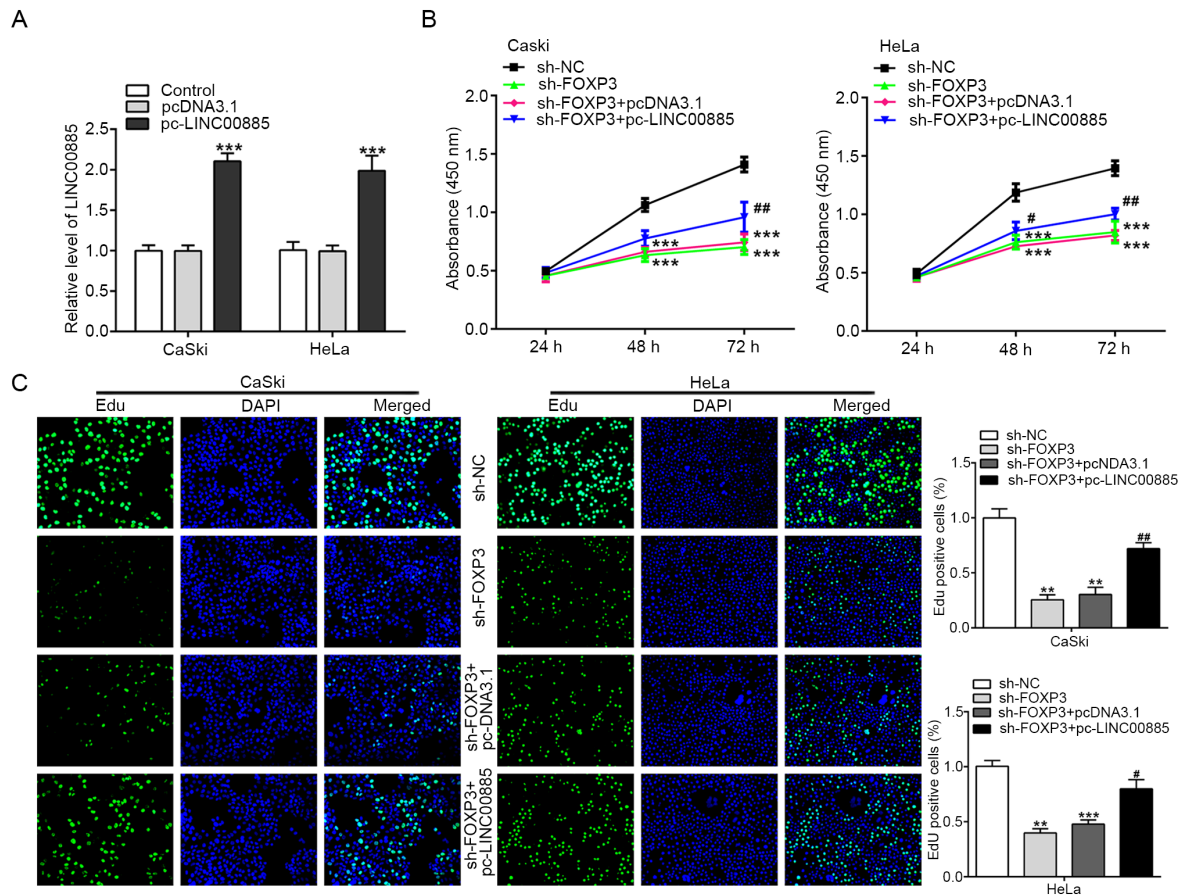 A
Control
pcDNA3.1
pc-LINC00885
Relative level of LINC00885
2.5
2.0
1.5
1.0
0.5
0.0
***
***
CaSki
HeLa
B
Caski
sh-NC
sh-FOXP3
sh-FOXP3+pcDNA3.1
sh-FOXP3+pc-LINC00885
Absorbance (450 nm)
2.0
1.5
1.0
0.5
0.0
##
***
***
***
***
24 h
48 h
72 h
HeLa
sh-NC
sh-FOXP3
sh-FOXP3+pcDNA3.1
sh-FOXP3+pc-LINC00885
Absorbance (450 nm)
2.0
1.5
1.0
0.5
0.0
#
***
***
##
***
***
24 h
48 h
72 h
C
CaSki
Edu
DAPI
Merged
HeLa
Edu
DAPI
Merged
sh-NC
sh-FOXP3
sh-FOXP3+
pc-DNA3.1
sh-FOXP3+
pc-LINC00885
sh-NC
sh-FOXP3
sh-FOXP3+pcNDA3.1
sh-FOXP3+pc-LINC00885
Edu positive cells (%)
1.5
1.0
0.5
0.0
**
**
##
CaSki
sh-NC
sh-FOXP3
sh-FOXP3+pcDNA3.1
sh-FOXP3+pc-LINC00885
EdU positive cells (%)
1.5
1.0
0.5
0.0
**
***
#
HeLa